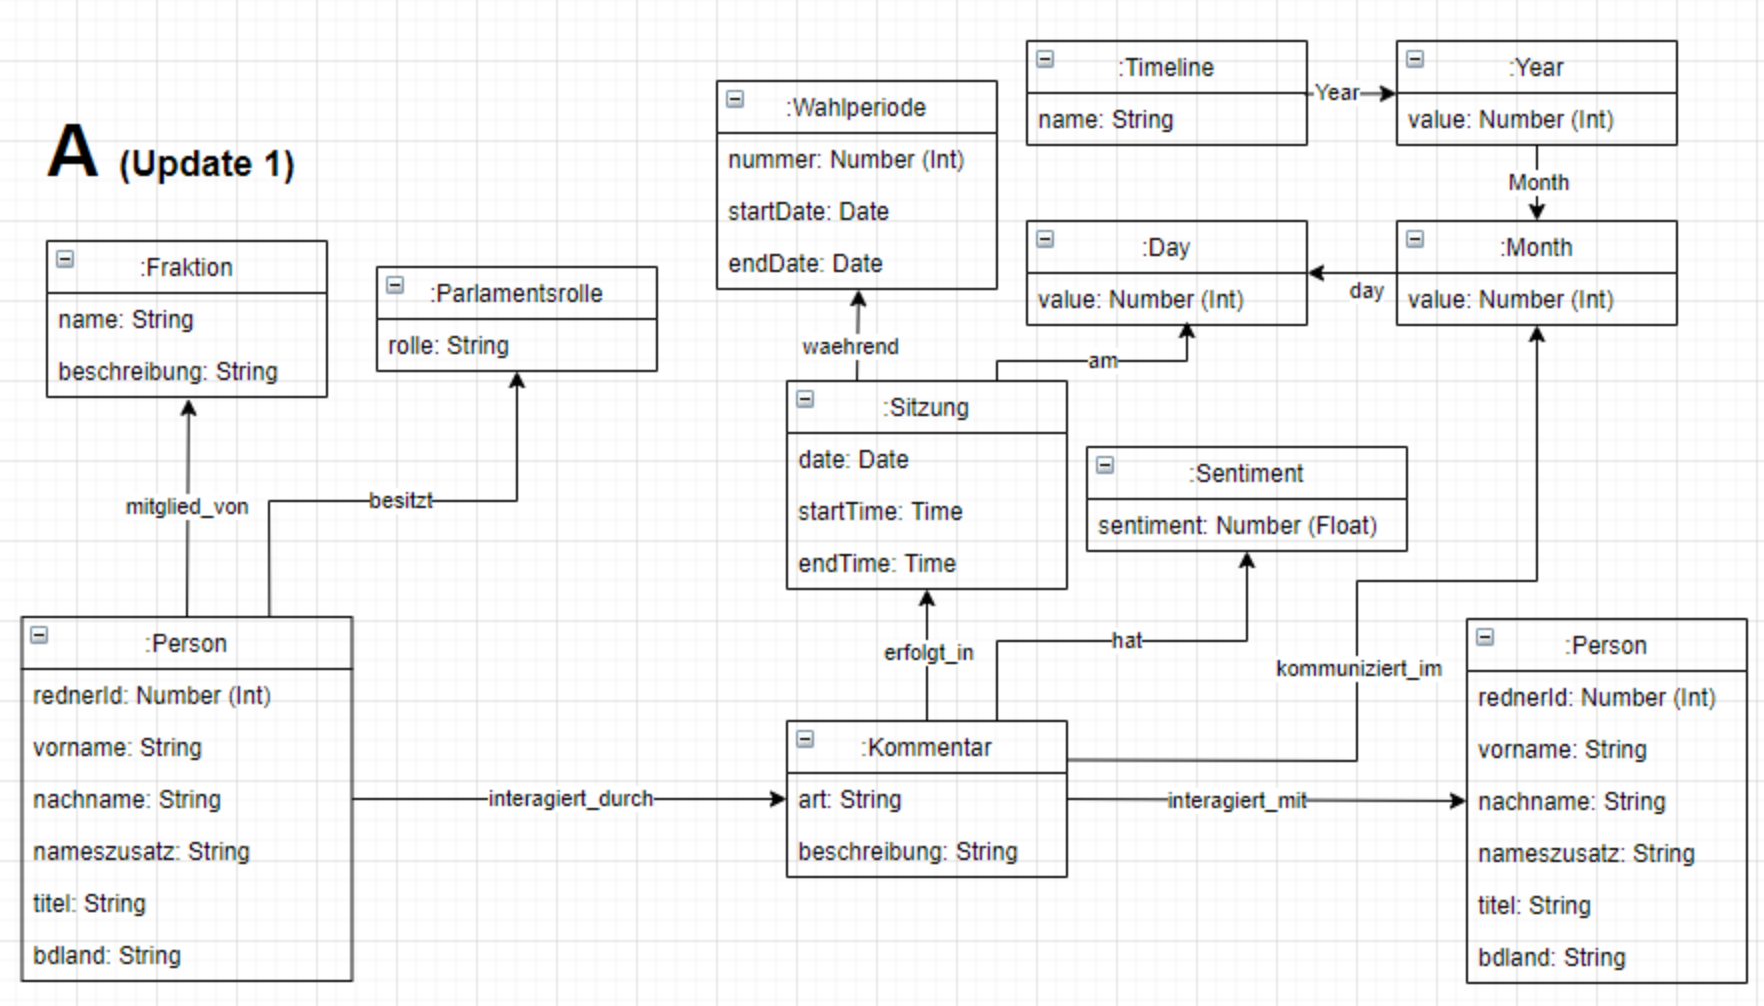 A (Update 1)
:Fraktion
name: String
beschreibung: String
:Parlamentsrolle
rolle: String
:Wahlperiode
nummer: Number (Int)
startDate: Date
endDate: Date
:Timeline
name: String
Year
:Year
value: Number (Int)
Month
:Month
value: Number (Int)
day
:Day
value: Number (Int)
waehrend
am
:Sitzung
date: Date
startTime: Time
endTime: Time
:Sentiment
sentiment: Number (Float)
mitglied_von
besitzt
erfolgt_in
hat
kommuniziert_im
:Person
rednerId: Number (Int)
vorname: String
nachname: String
nameszusatz: String
titel: String
bdland: String
interagiert_durch
:Kommentar
art: String
beschreibung: String
interagiert_mit
:Person
rednerId: Number (Int)
vorname: String
nachname: String
nameszusatz: String
titel: String
bdland: String